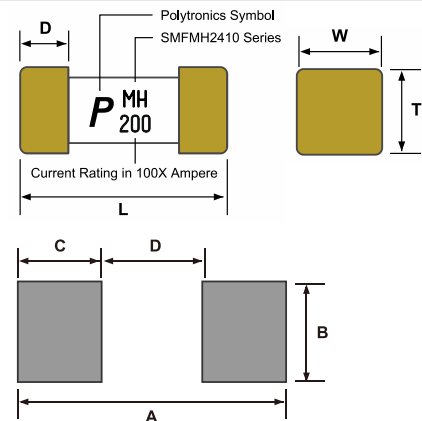 Polytronics Symbol
D
SMFMH2410 Series
W
P MH
200
T
Current Rating in 100X Ampere
L
C
D
B
A